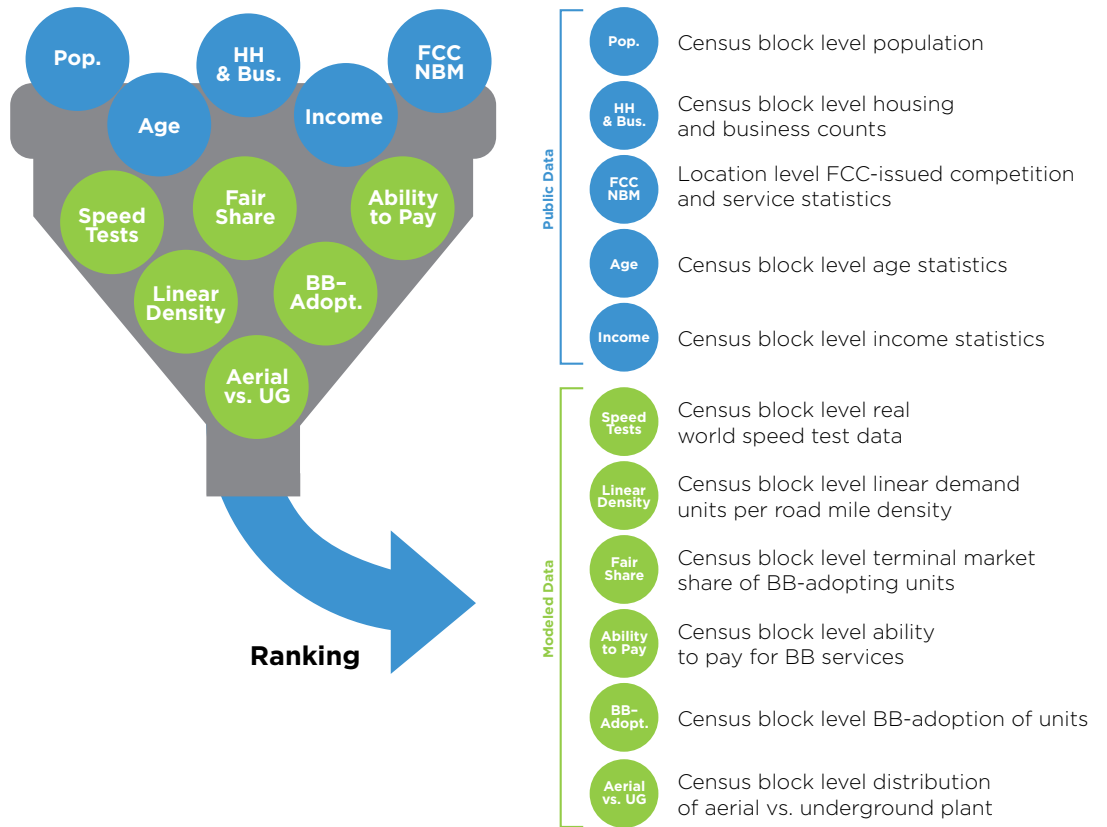 Pop.
HH
& Bus.
FCC
NBM
Age
Income
Speed
Tests
Fair
Share
Ability
to Pay
Linear
Density
BB–
Adopt.
Aerial
vs. UG
Ranking
Public Data
Pop.
Census block level population
HH
& Bus.
Census block level housing
and business counts
FCC
NBM
Location level FCC-issued competition
and service statistics
Age
Census block level age statistics
Income
Census block level income statistics
Modeled Data
Speed
Tests
Census block level real
world speed test data
Linear
Density
Census block level linear demand
units per road mile density
Fair
Share
Census block level terminal market
share of BB-adopting units
Ability
to Pay
Census block level ability
to pay for BB services
BB–
Adopt.
Census block level BB-adoption of units
Aerial
vs. UG
Census block level distribution
of aerial vs. underground plant